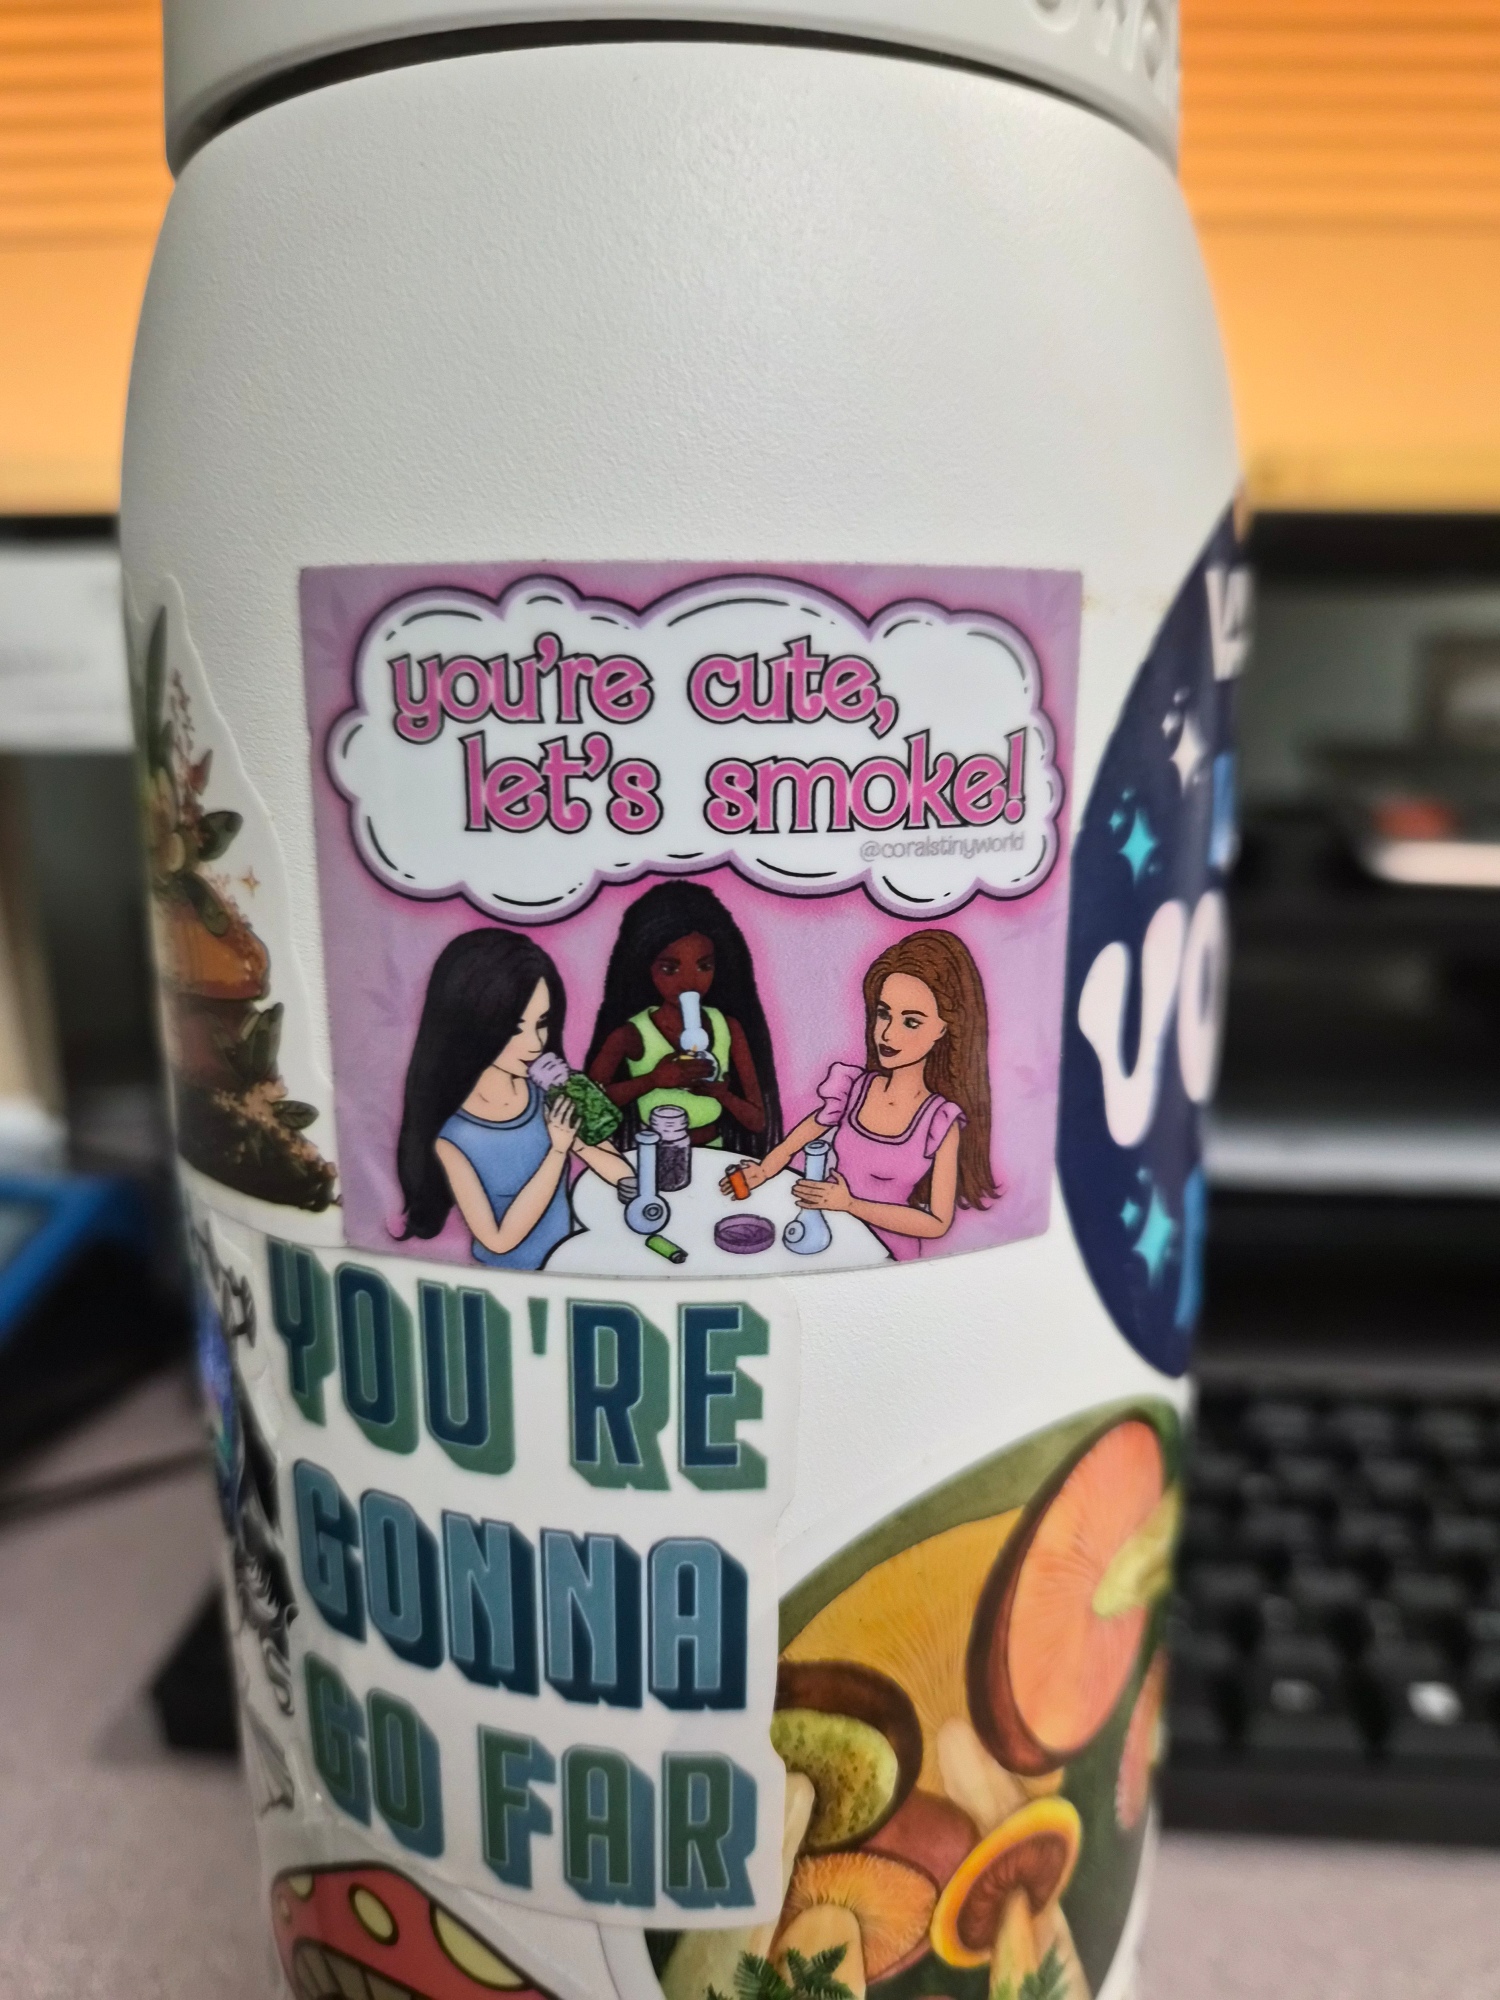 you're cute,
let's smoke!
@coralstinyworld
YOU'RE
GONNA
GO FAR